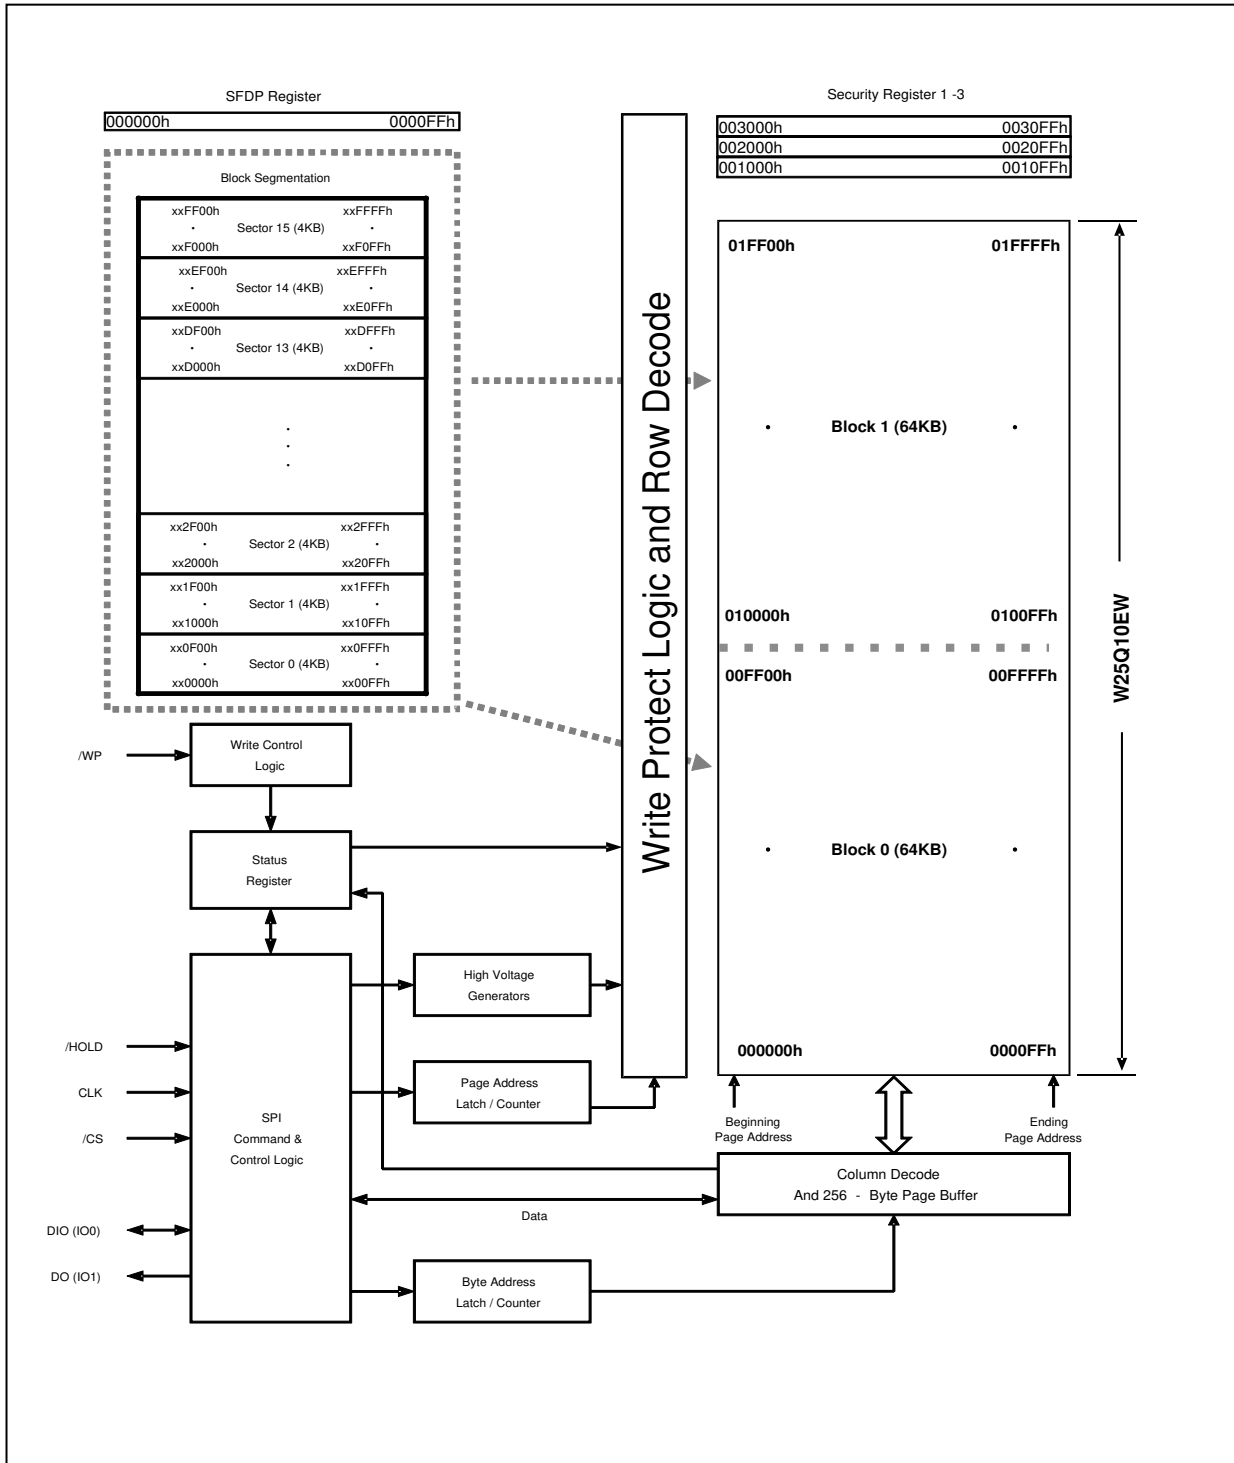 SFDP Register
000000h 0000FFh
Block Segmentation
xxFF00h xxFFFFh
· Sector 15 (4KB) ·
xxF000h xxF0FFh
xxEF00h xxEFFFh
· Sector 14 (4KB) ·
xxE000h xxE0FFh
xxDF00h xxDFFFh
· Sector 13 (4KB) ·
xxD000h xxD0FFh
xx2F00h xx2FFFh
· Sector 2 (4KB) ·
xx2000h xx20FFh
xx1F00h xx1FFFh
· Sector 1 (4KB) ·
xx1000h xx10FFh
xx0F00h xx0FFFh
· Sector 0 (4KB) ·
xx0000h xx00FFh
Write Protect Logic and Row Decode
Security Register 1 -3
003000h 0030FFh
002000h 0020FFh
001000h 0010FFh
01FF00h 01FFFFh
· Block 1 (64KB) ·
010000h 0100FFh
00FF00h 00FFFFh
· Block 0 (64KB) ·
000000h 0000FFh
W25Q10EW
Beginning
Page Address
Ending
Page Address
/WP
Write Control
Logic
Status
Register
High Voltage
Generators
/HOLD
CLK
/CS
SPI
Command &
Control Logic
Page Address
Latch / Counter
Column Decode
And 256 - Byte Page Buffer
Data
DIO (IO0)
DO (IO1)
Byte Address
Latch / Counter